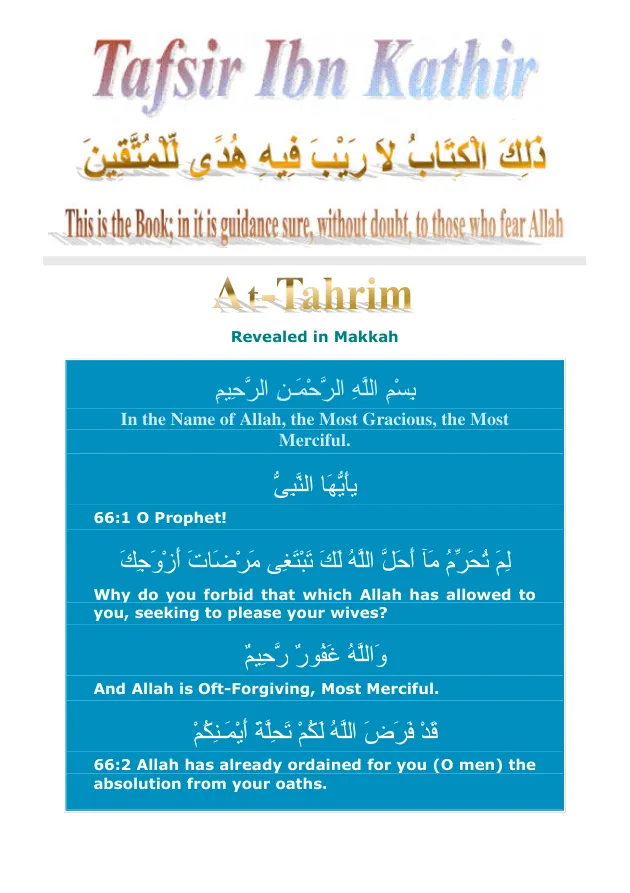 Tafsir Ibn Kathir
ذَلِكَ الْكِتَابُ لاَ رَيْبَ فِيهِ هُدًى لِّلْمُتَّقِينَ
This is the Book; in it is guidance sure, without doubt, to those who fear Allah
At-Tahrim
Revealed in Makkah
بِسْمِ اللَّهِ الرَّحْمَـنِ الرَّحِيمِ
In the Name of Allah, the Most Gracious, the Most
Merciful.
يأَيُّهَا النَّبِىُّ
66:1 O Prophet!
لِمَ تُحَرِّمُ مَآ أَحَلَّ اللَّهُ لَكَ تَبْتَغِى مَرْضَاتَ أَزْوَجِكَ
Why do you forbid that which Allah has allowed to
you, seeking to please your wives?
وَاللَّهُ غَفُورٌ رَّحِيمٌ
And Allah is Oft-Forgiving, Most Merciful.
قَدْ فَرَضَ اللَّهُ لَكُمْ تَحِلَّةَ أَيْمَـنِكُمْ
66:2 Allah has already ordained for you (O men) the
absolution from your oaths.